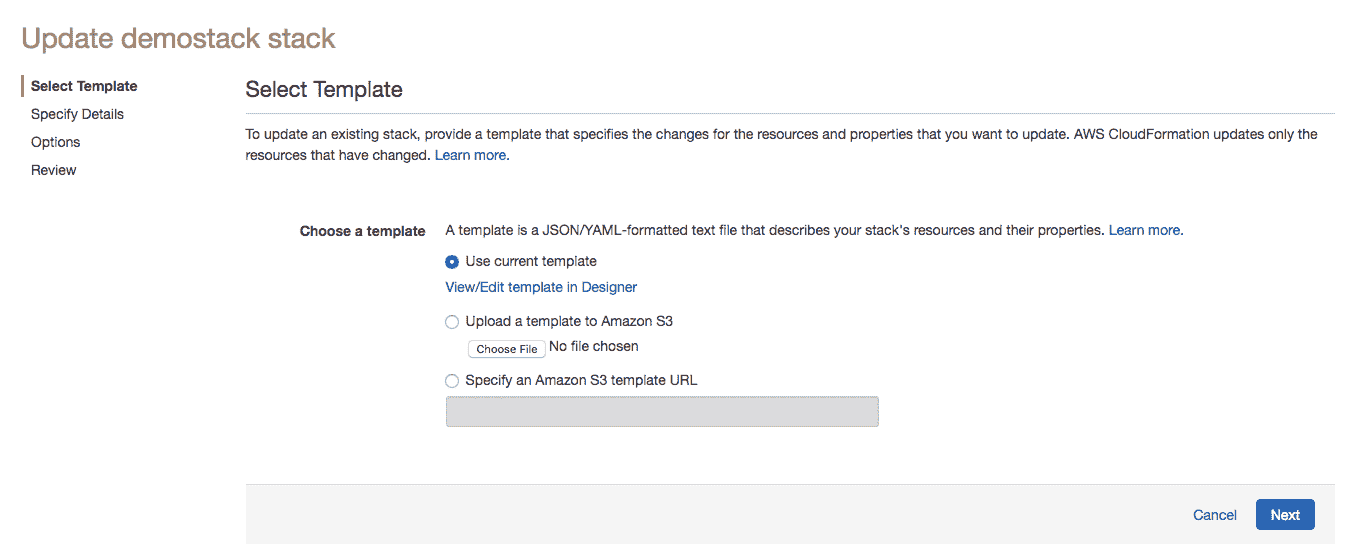 Update demostack stack
Select Template
Specify Details
Options
Review
Select Template
To update an existing stack, provide a template that specifies the changes for the resources and properties that you want to update. AWS CloudFormation updates only the
resources that have changed. Learn more.
Choose a template
A template is a JSON/YAML-formatted text file that describes your stack's resources and their properties. Learn more.
Use current template
View/Edit template in Designer
Upload a template to Amazon S3
Choose File No file chosen
Specify an Amazon S3 template URL
Cancel Next